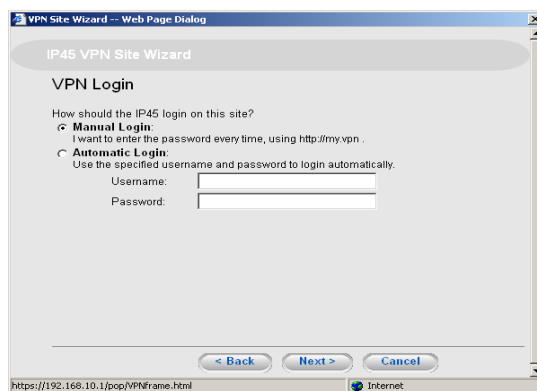 VPN Site Wizard -- Web Page Dialog
IP45 VPN Site Wizard
VPN Login
How should the IP45 login on this site?
Manual Login:
I want to enter the password every time, using http://my.vpn .
Automatic Login:
Use the specified username and password to login automatically.
Username:
Password:
< Back Next > Cancel
https://192.168.10.1/pop/VPNframe.html Internet